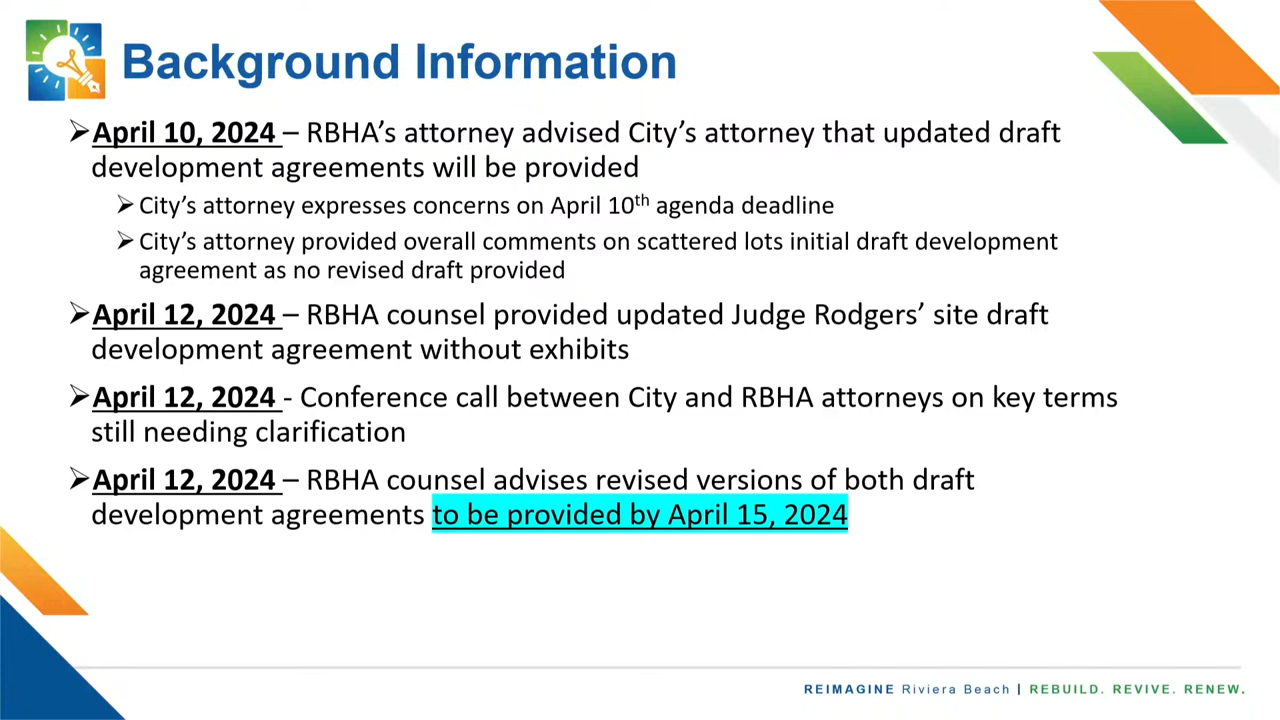 Background Information
➢April 10, 2024 – RBHA’s attorney advised City’s attorney that updated draft
development agreements will be provided
➢City’s attorney expresses concerns on April 10th agenda deadline
➢City’s attorney provided overall comments on scattered lots initial draft development
agreement as no revised draft provided
➢April 12, 2024 – RBHA counsel provided updated Judge Rodgers’ site draft
development agreement without exhibits
➢April 12, 2024 - Conference call between City and RBHA attorneys on key terms
still needing clarification
➢April 12, 2024 – RBHA counsel advises revised versions of both draft
development agreements to be provided by April 15, 2024
REIMAGINE Riviera Beach | REBUILD. REVIVE. RENEW.